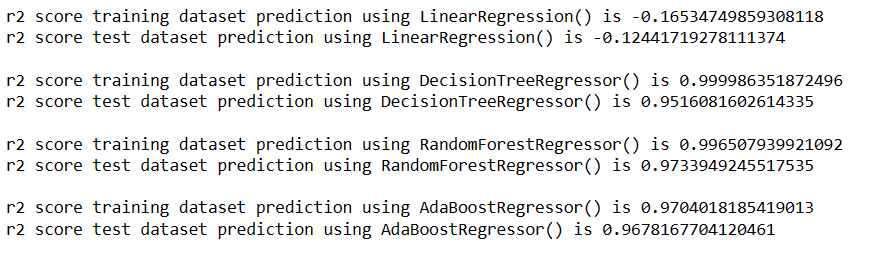 r2 score training dataset prediction using LinearRegression() is -0.16534749859308118
r2 score test dataset prediction using LinearRegression() is -0.12441719278111374
r2 score training dataset prediction using DecisionTreeRegressor() is 0.999986351872496
r2 score test dataset prediction using DecisionTreeRegressor() is 0.9516081602614335
r2 score training dataset prediction using RandomForestRegressor() is 0.996507939921092
r2 score test dataset prediction using RandomForestRegressor() is 0.9733949245517535
r2 score training dataset prediction using AdaBoostRegressor() is 0.9704018185419013
r2 score test dataset prediction using AdaBoostRegressor() is 0.9678167704120461